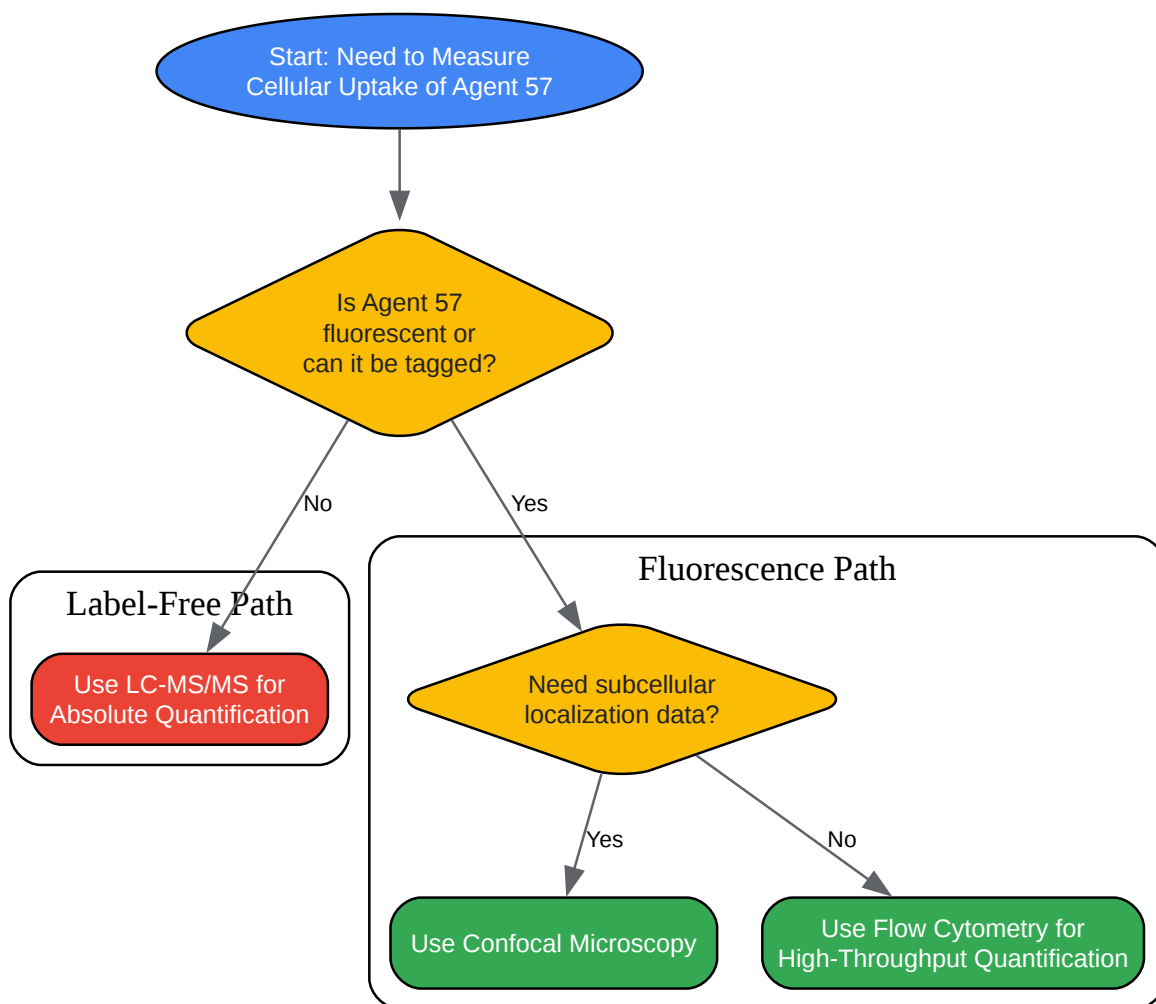 Start: Need to Measure
Cellular Uptake of Agent 57
Is Agent 57
fluorescent or
can it be tagged?
No
Yes
Label-Free Path
Use LC-MS/MS for
Absolute Quantification
Fluorescence Path
Need subcellular
localization data?
Yes
No
Use Confocal Microscopy
Use Flow Cytometry for
High-Throughput Quantification